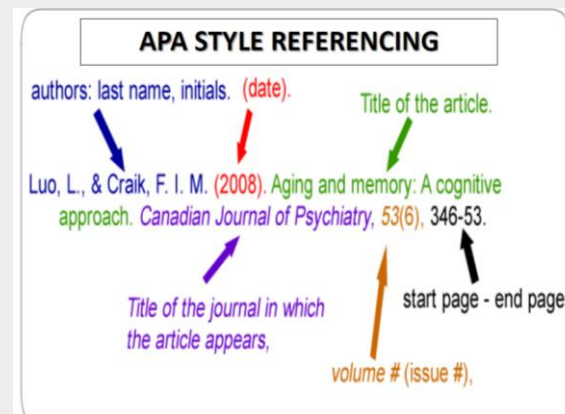 APA STYLE REFERENCING
authors: last name, initials. (date).
Title of the article.
Luo, L., & Craik, F. I. M. (2008). Aging and memory: A cognitive
approach. Canadian Journal of Psychiatry, 53(6), 346-53.
Title of the journal in which
the article appears,
start page - end page
volume # (issue #),